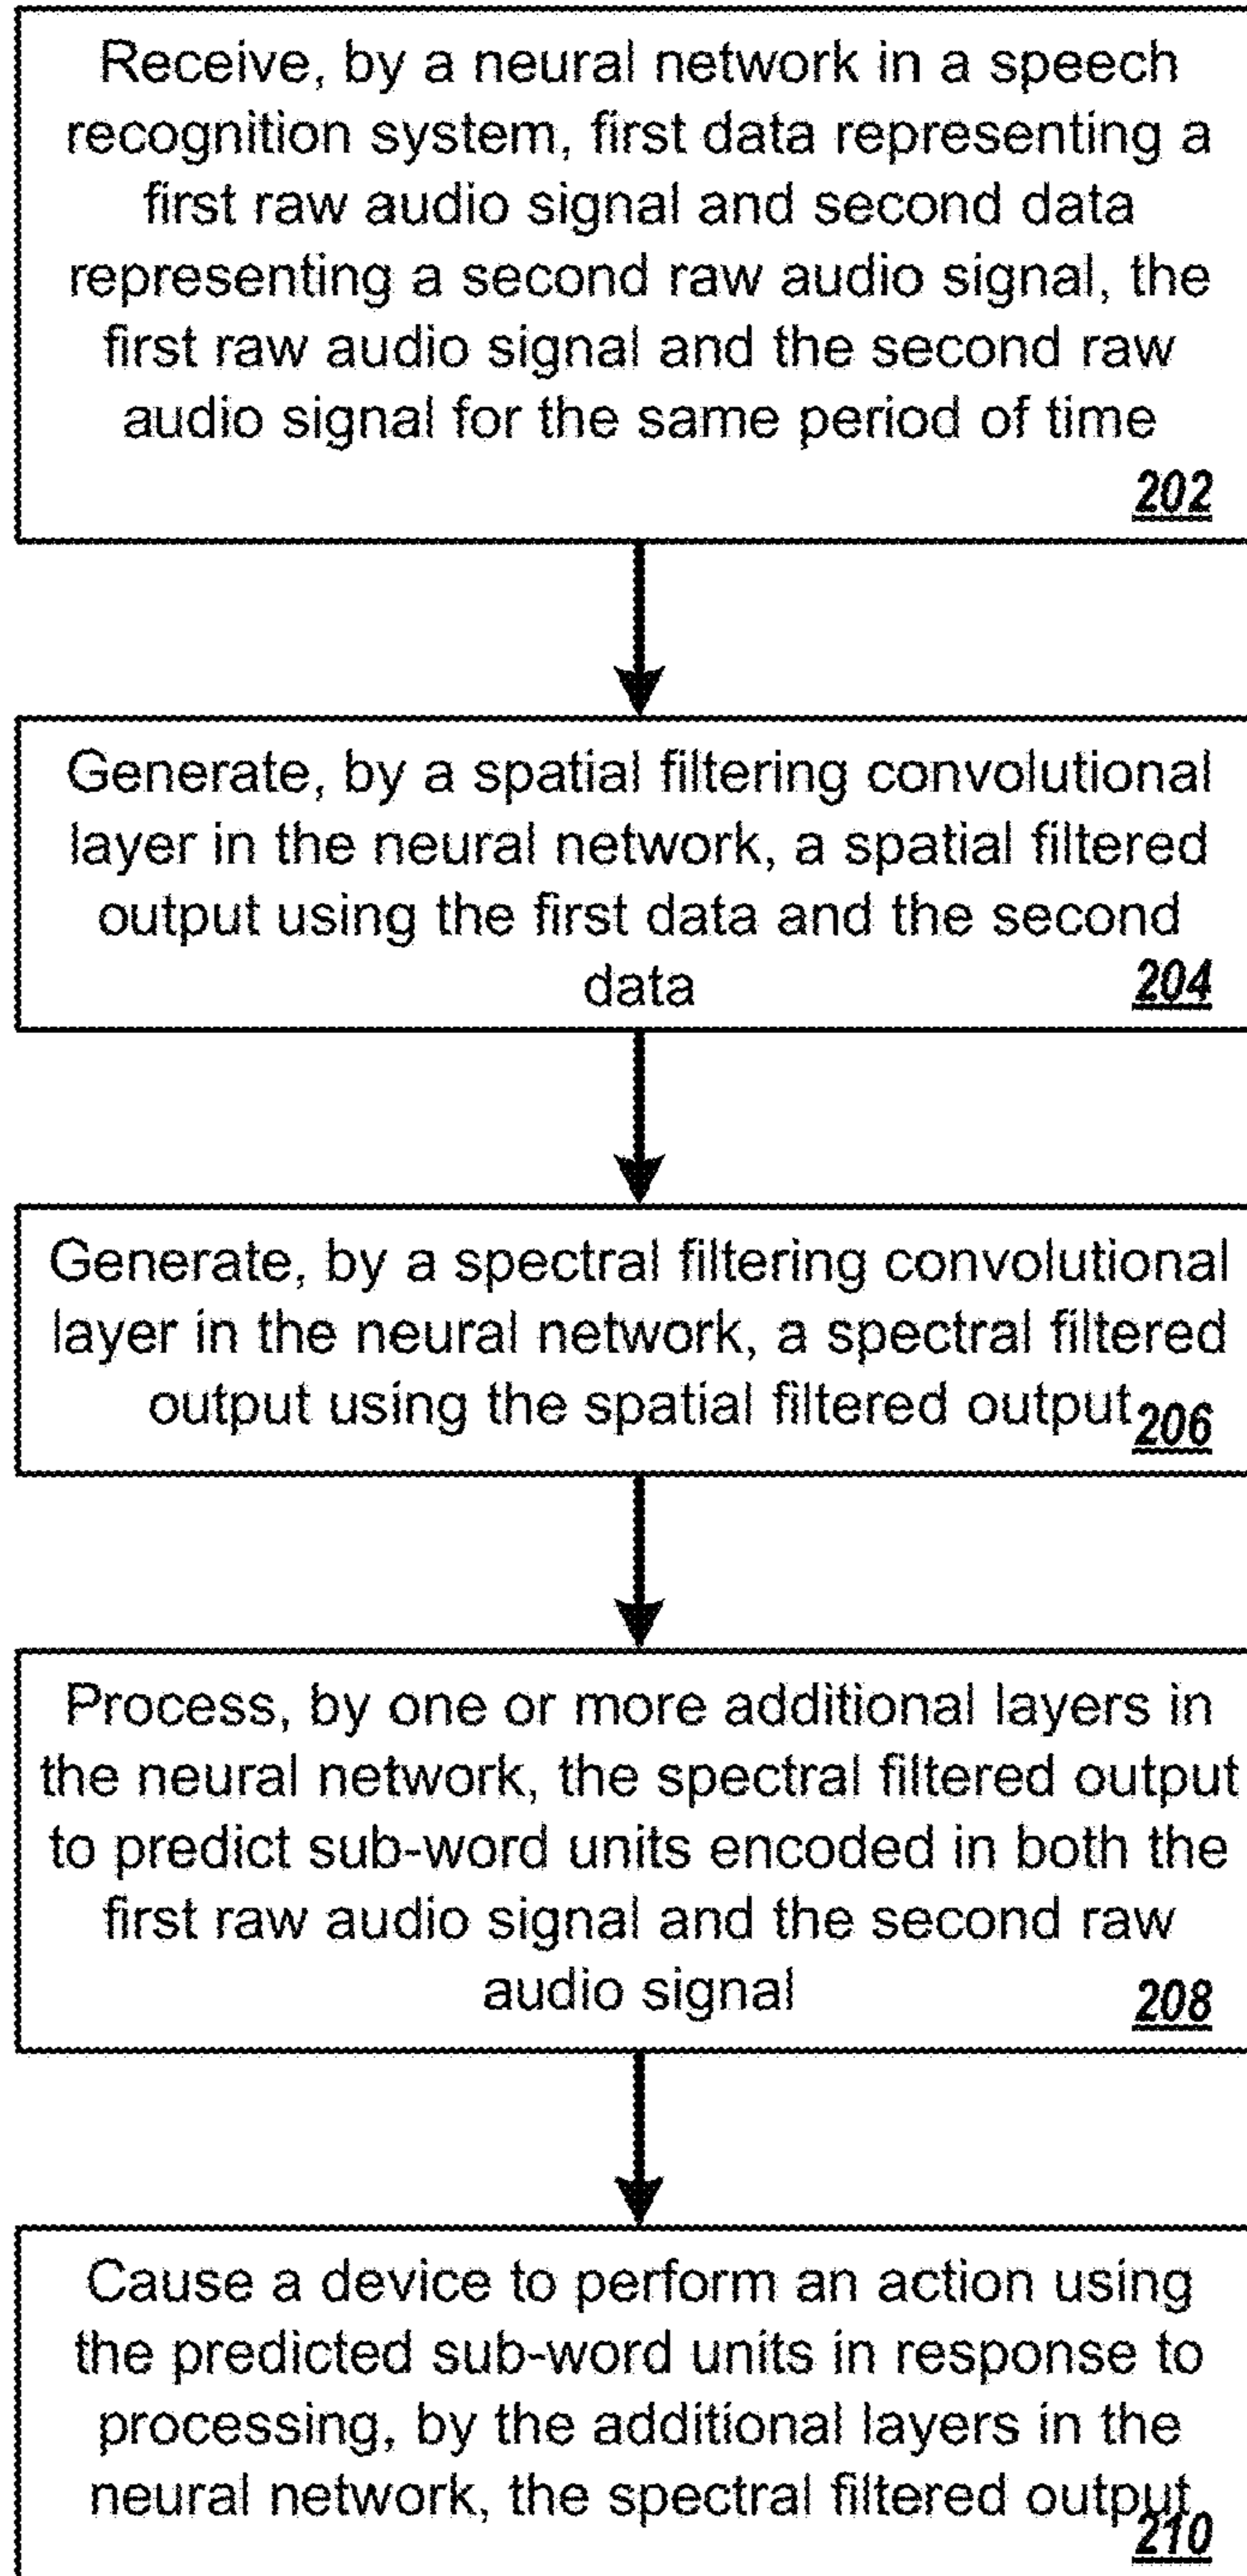 Receive, by a neural network in a speech
recognition system, first data representing a
first raw audio signal and second data
representing a second raw audio signal, the
first raw audio signal and the second raw
audio signal for the same period of time
202
Generate, by a spatial filtering convolutional
layer in the neural network, a spatial filtered
output using the first data and the second
data
204
Generate, by a spectral filtering convolutional
layer in the neural network, a spectral filtered
output using the spatial filtered output
206
Process, by one or more additional layers in
the neural network, the spectral filtered output
to predict sub-word units encoded in both the
first raw audio signal and the second raw
audio signal
208
Cause a device to perform an action using
the predicted sub-word units in response to
processing, by the additional layers in the
neural network, the spectral filtered output
210